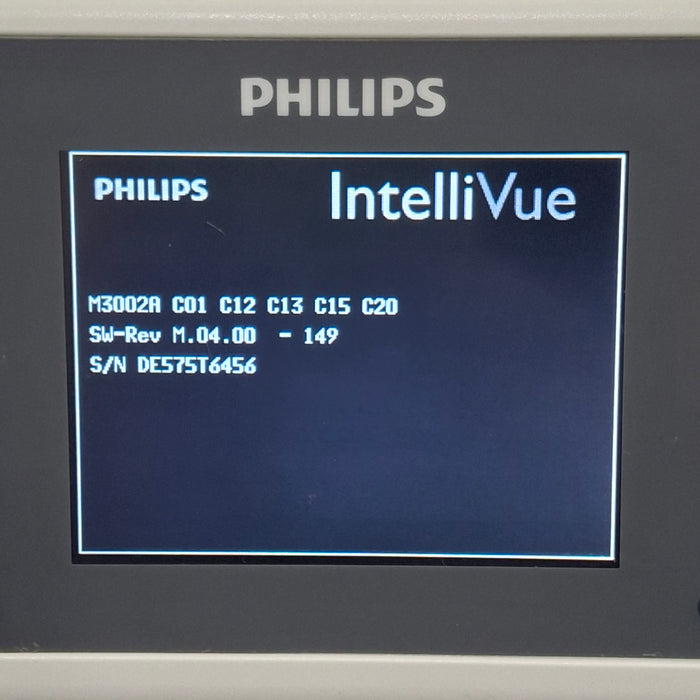 PHILIPS
PHILIPS IntelliVue
M3002A C01 C12 C13 C15 C20
SW-Rev M.04.00 - 149
S/N DE575T6456